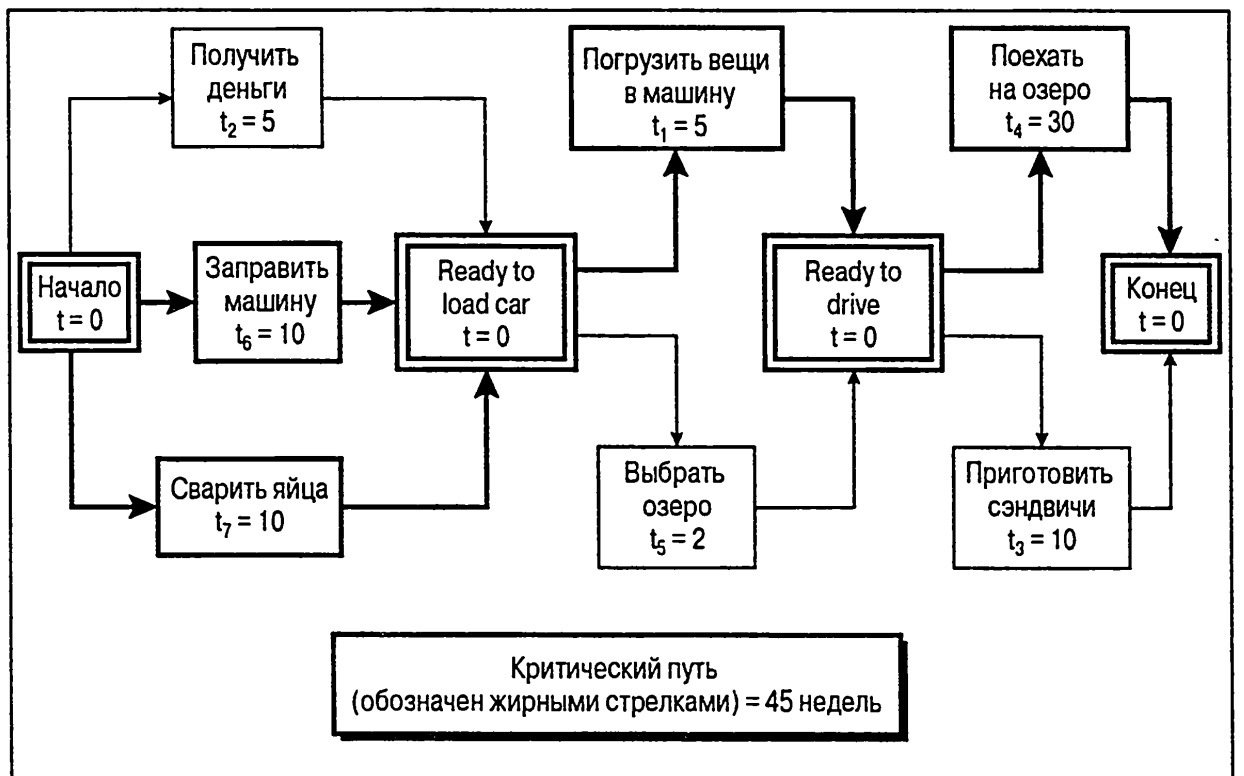 Получить
деньги
t₂ = 5
Погрузить вещи
в машину
t₁ = 5
Поехать
на озеро
t₄ = 30
Начало
t = 0
Заправить
машину
t₆ = 10
Ready to
load car
t = 0
Ready to
drive
t = 0
Конец
t = 0
Сварить яйца
t₇ = 10
Выбрать
озеро
t₅ = 2
Приготовить
сэндвичи
t₃ = 10
Критический путь
(обозначен жирными стрелками) = 45 недель